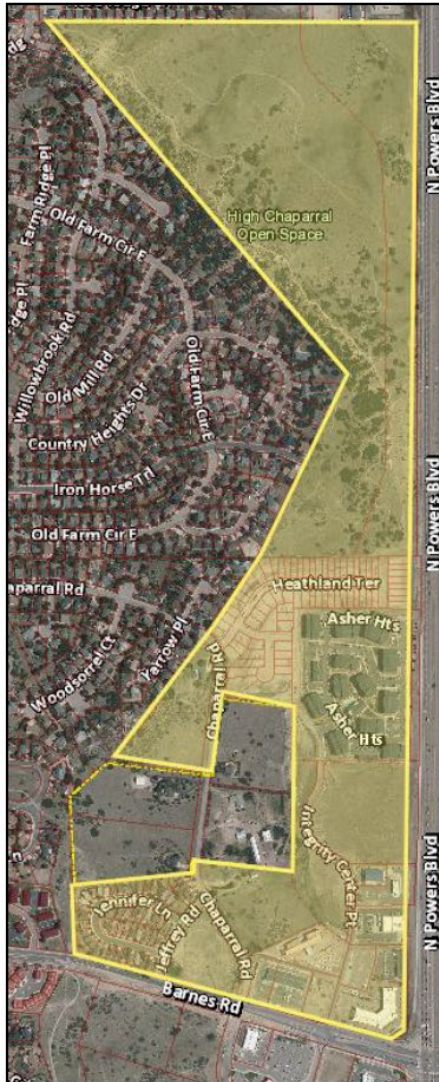 N Powers Blvd
Farm Ridge Pl
Old Farm Cir E
High Chaparral
Open Space
Willowbrook Rd
Old Mill Rd
Old Farm Cir E
Country Heights Dr
Iron Horse Trl
N Powers Blvd
Old Farm Cir E
Heathland Ter
aparral Rd
Asher Hts
Yarrow Pl
Woodsorrel Ct
Chaparral Rd
Asher Hts
Integrity Center Pt
N Powers Blvd
Jennifer Ln
Jeffrey Rd
Chaparral Rd
Barnes Rd